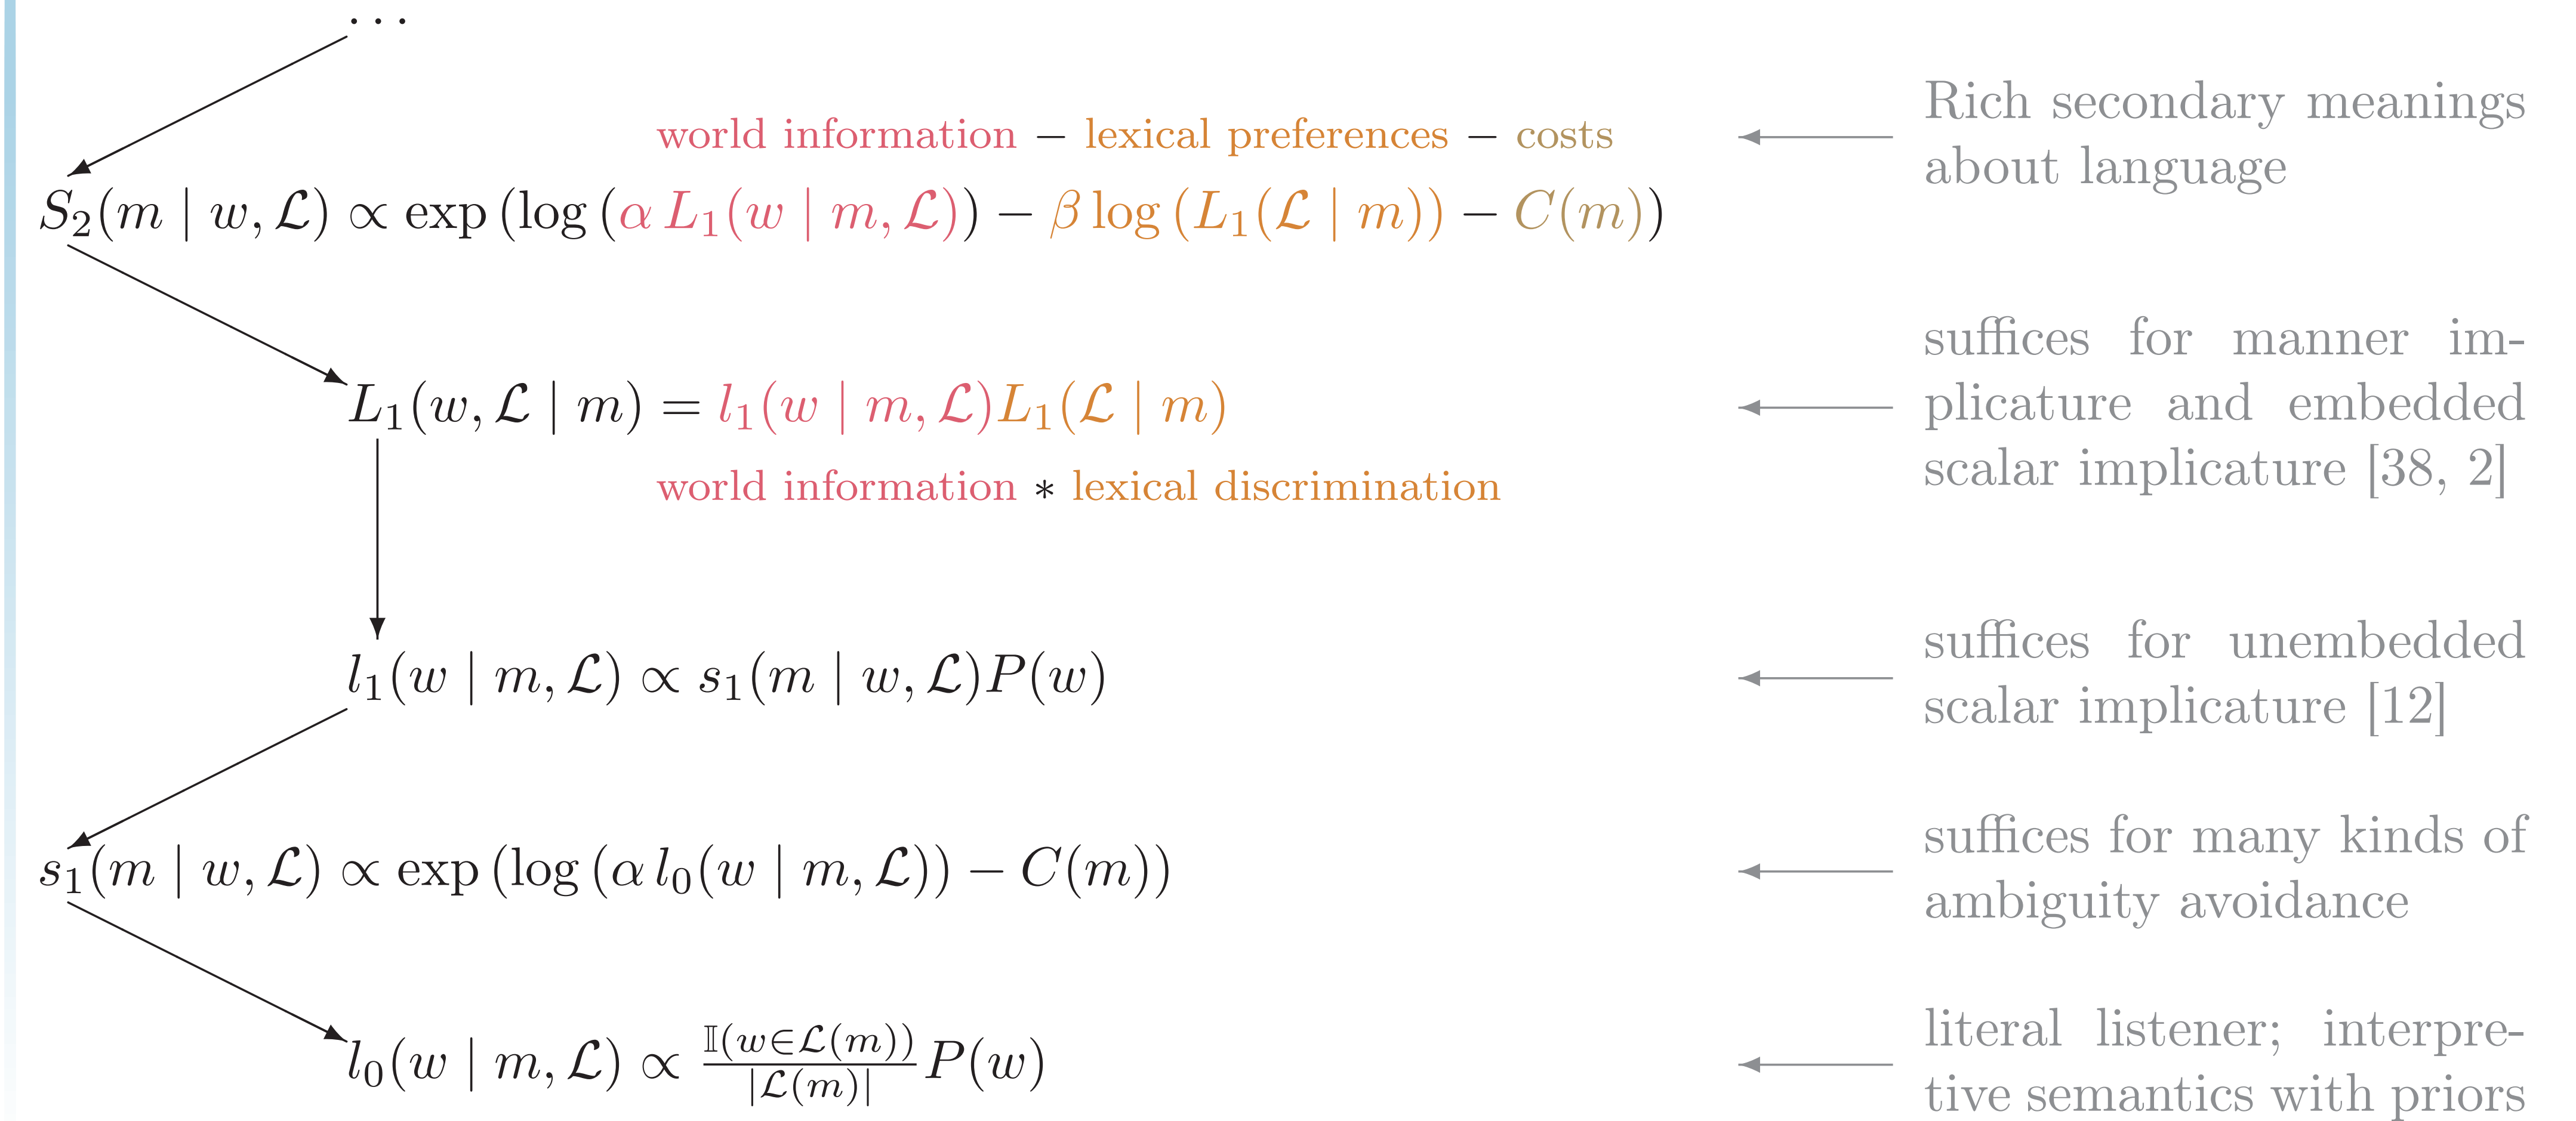 ...
world information − lexical preferences − costs
S₂(m | w, ℒ) ∝ exp (log (α L₁(w | m, ℒ)) − β log (L₁(ℒ | m)) − C(m))
Rich secondary meanings
about language
L₁(w, ℒ | m) = l₁(w | m, ℒ)L₁(ℒ | m)
world information ∗ lexical discrimination
suffices for manner im-
plicature and embedded
scalar implicature [38, 2]
l₁(w | m, ℒ) ∝ s₁(m | w, ℒ)P(w)
suffices for unembedded
scalar implicature [12]
s₁(m | w, ℒ) ∝ exp (log (α l₀(w | m, ℒ)) − C(m))
suffices for many kinds of
ambiguity avoidance
l₀(w | m, ℒ) ∝ 𝕀(w∈ℒ(m))/|ℒ(m)| P(w)
literal listener; interpre-
tive semantics with priors